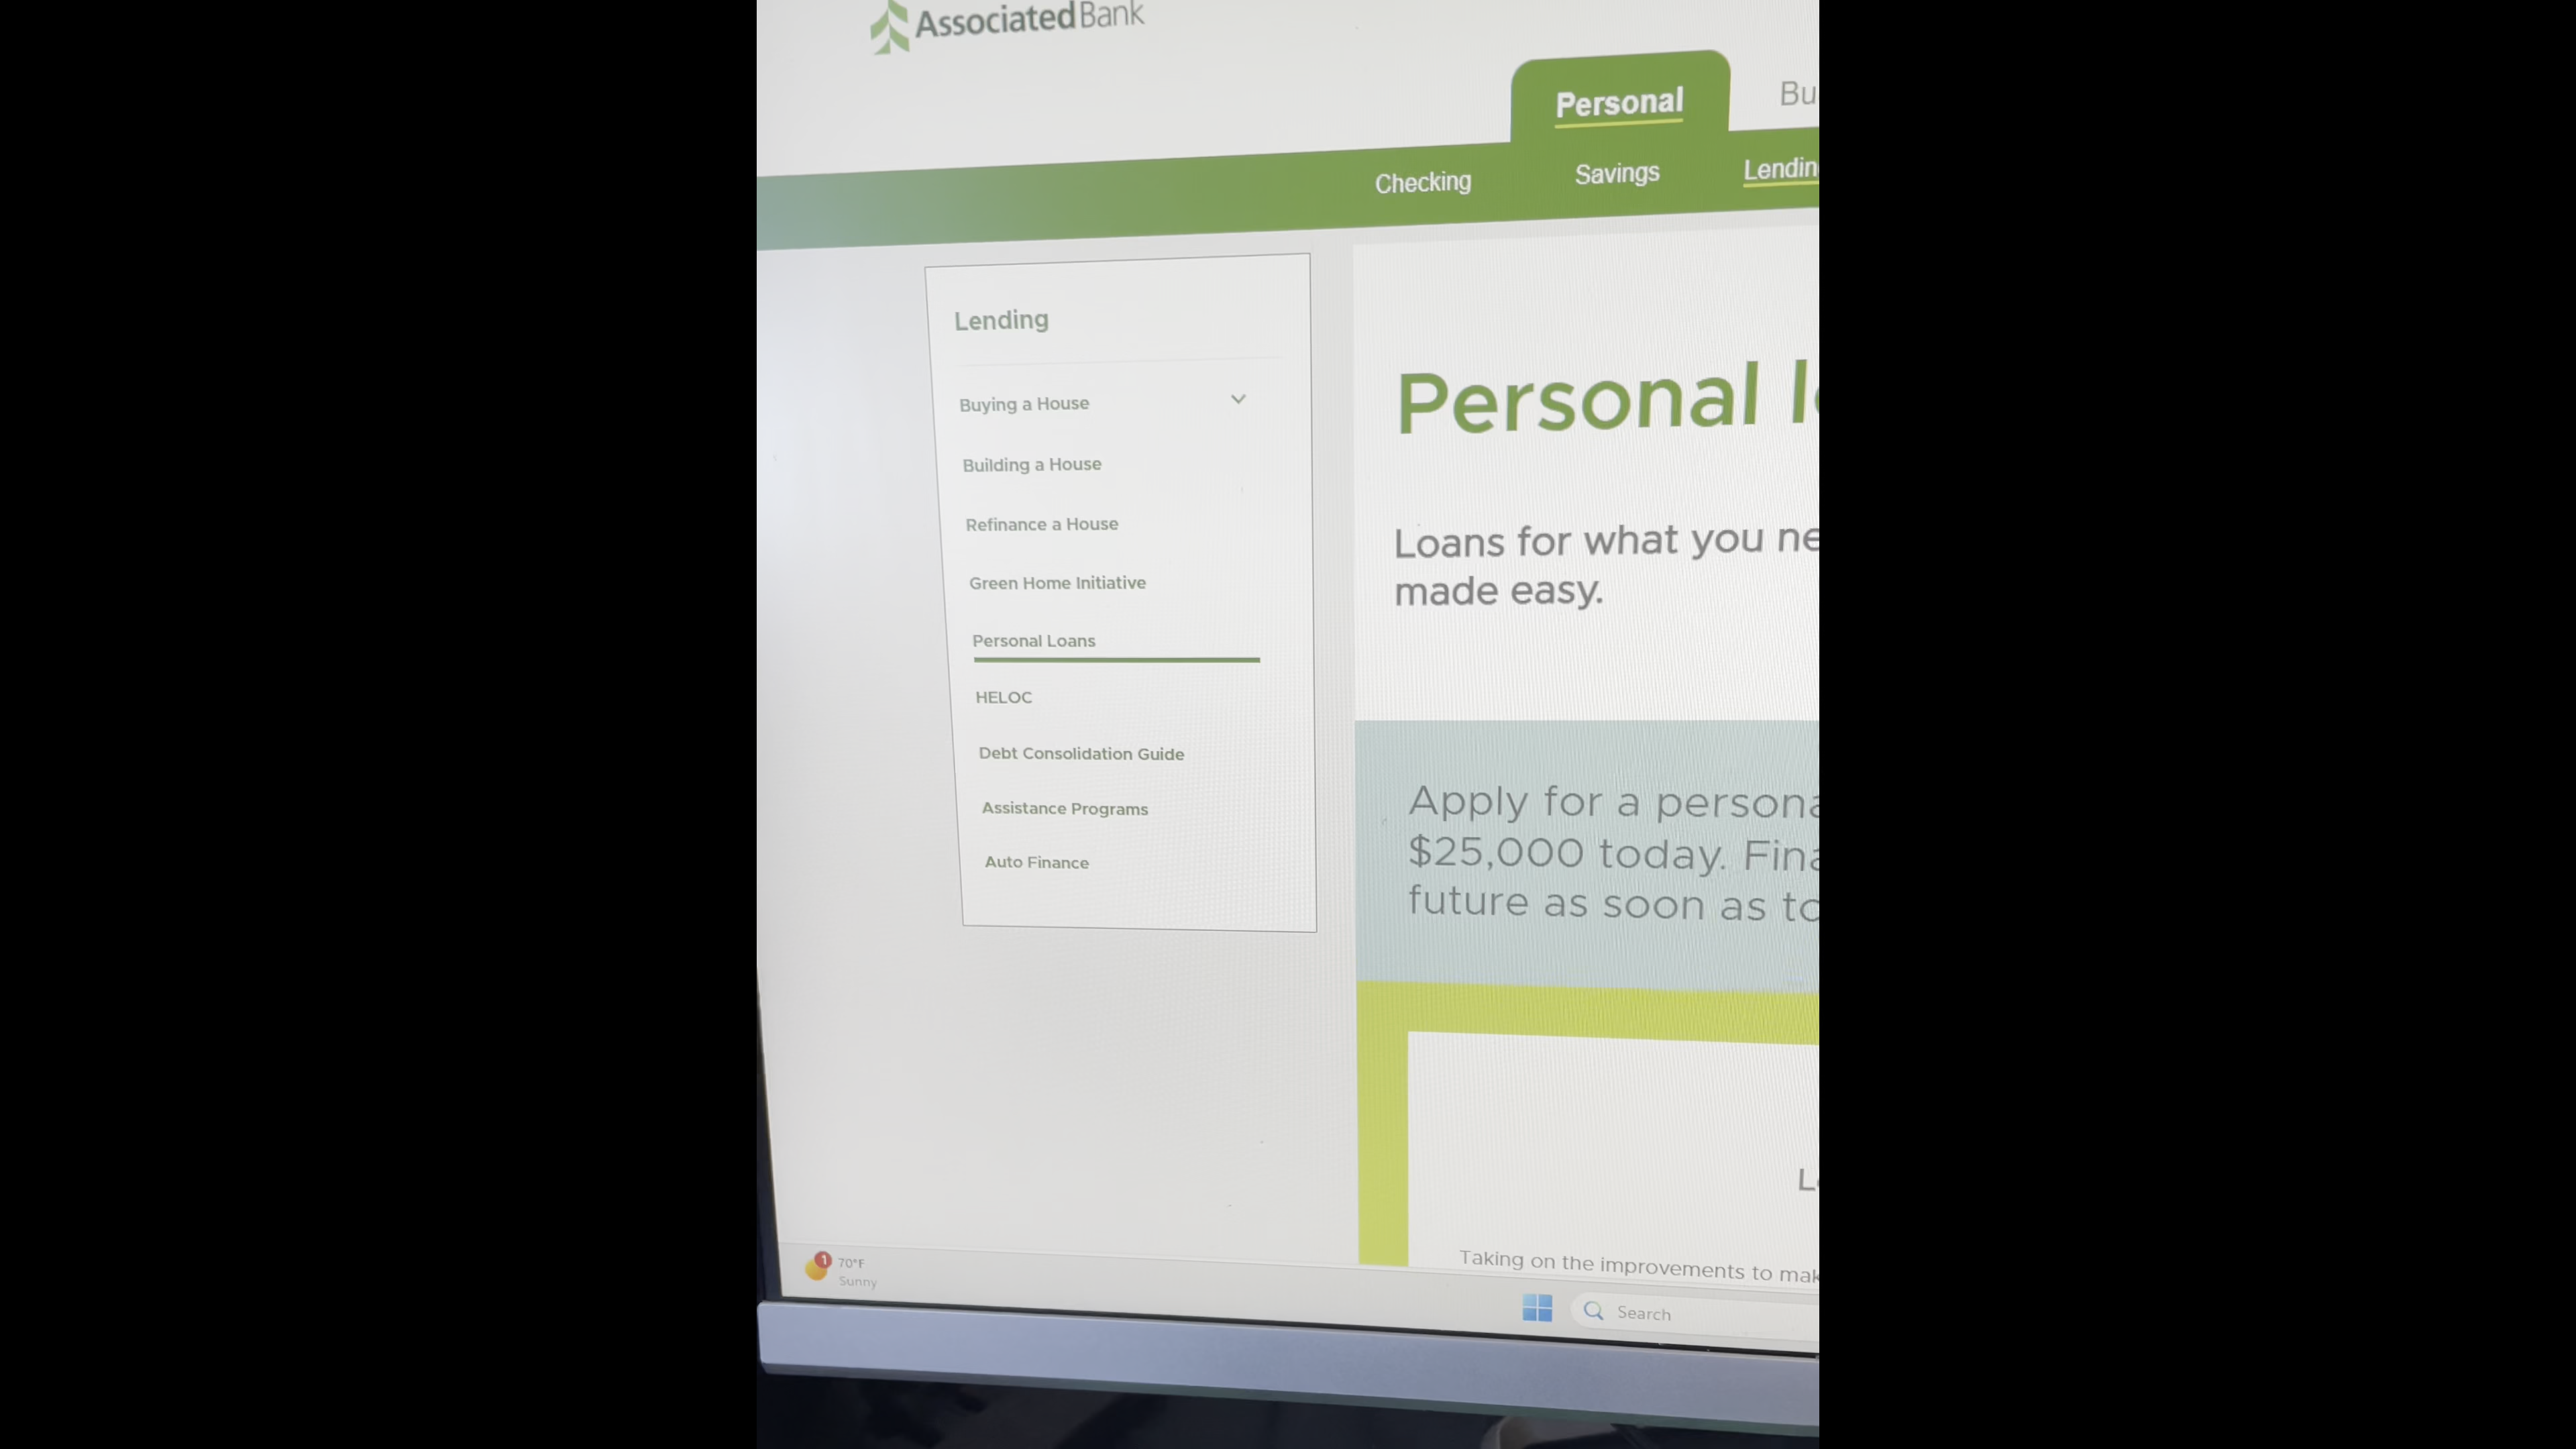 AssociatedBank
Personal
Checking
Savings
Lending
Buying a House
Building a House
Refinance a House
Green Home Initiative
Personal Loans
HELOC
Debt Consolidation Guide
Assistance Programs
Auto Finance
Personal
Loans for what you
made easy.
Apply for a
$25,000 today.
future as soon as
Taking on the improvements to
1
70°F
Sunny
Search